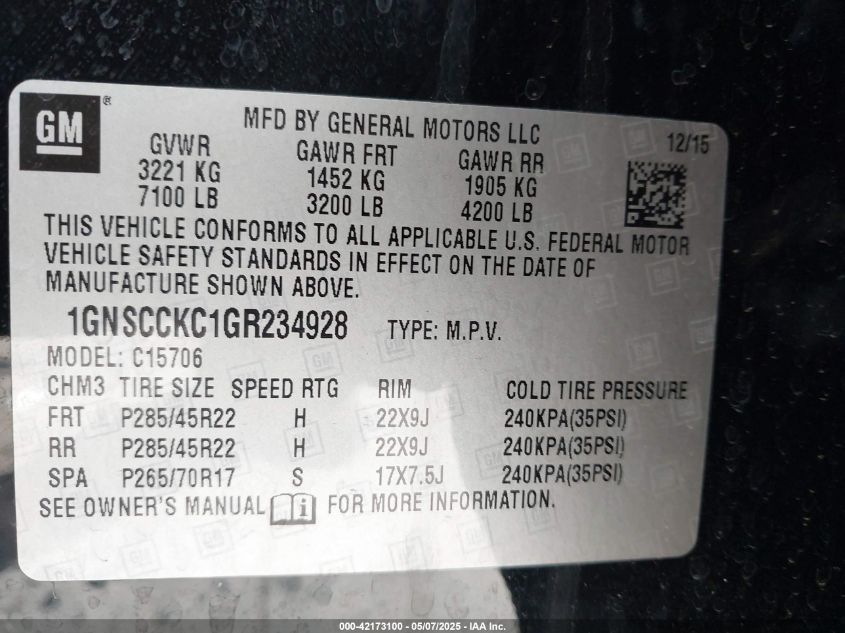 GM ®
MFD BY GENERAL MOTORS LLC
12/15
GVWR GAWR FRT GAWR RR
3221 KG 1452 KG 1905 KG
7100 LB 3200 LB 4200 LB
THIS VEHICLE CONFORMS TO ALL APPLICABLE U.S. FEDERAL MOTOR
VEHICLE SAFETY STANDARDS IN EFFECT ON THE DATE OF
MANUFACTURE SHOWN ABOVE.
1GNSCCKC1GR234928 TYPE: M.P.V.
MODEL: C15706
CHM3 TIRE SIZE SPEED RTG RIM COLD TIRE PRESSURE
FRT P285/45R22 H 22X9J 240KPA(35PSI)
RR P285/45R22 H 22X9J 240KPA(35PSI)
SPA P265/70R17 S 17X7.5J 240KPA(35PSI)
SEE OWNER'S MANUAL i FOR MORE INFORMATION.
000-42173100 - 05/07/2025 - IAA Inc.